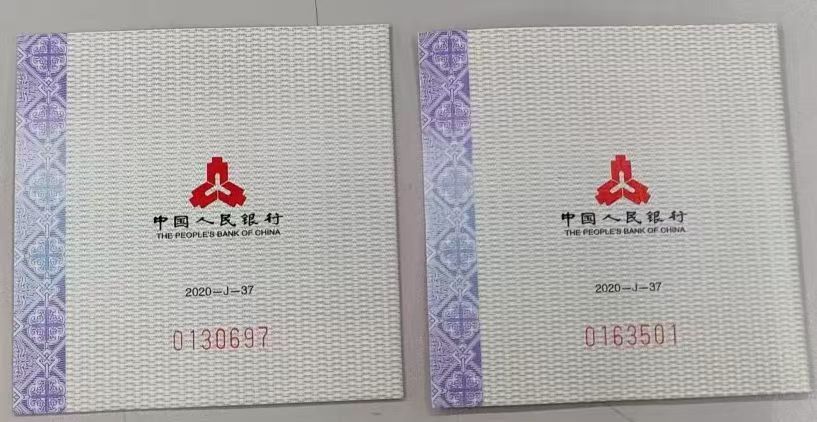 中国人民银行
THE PEOPLE'S BANK OF CHINA
2020-J-37
0130697
中国人民银行
THE PEOPLE'S BANK OF CHINA
2020-J-37
0163501